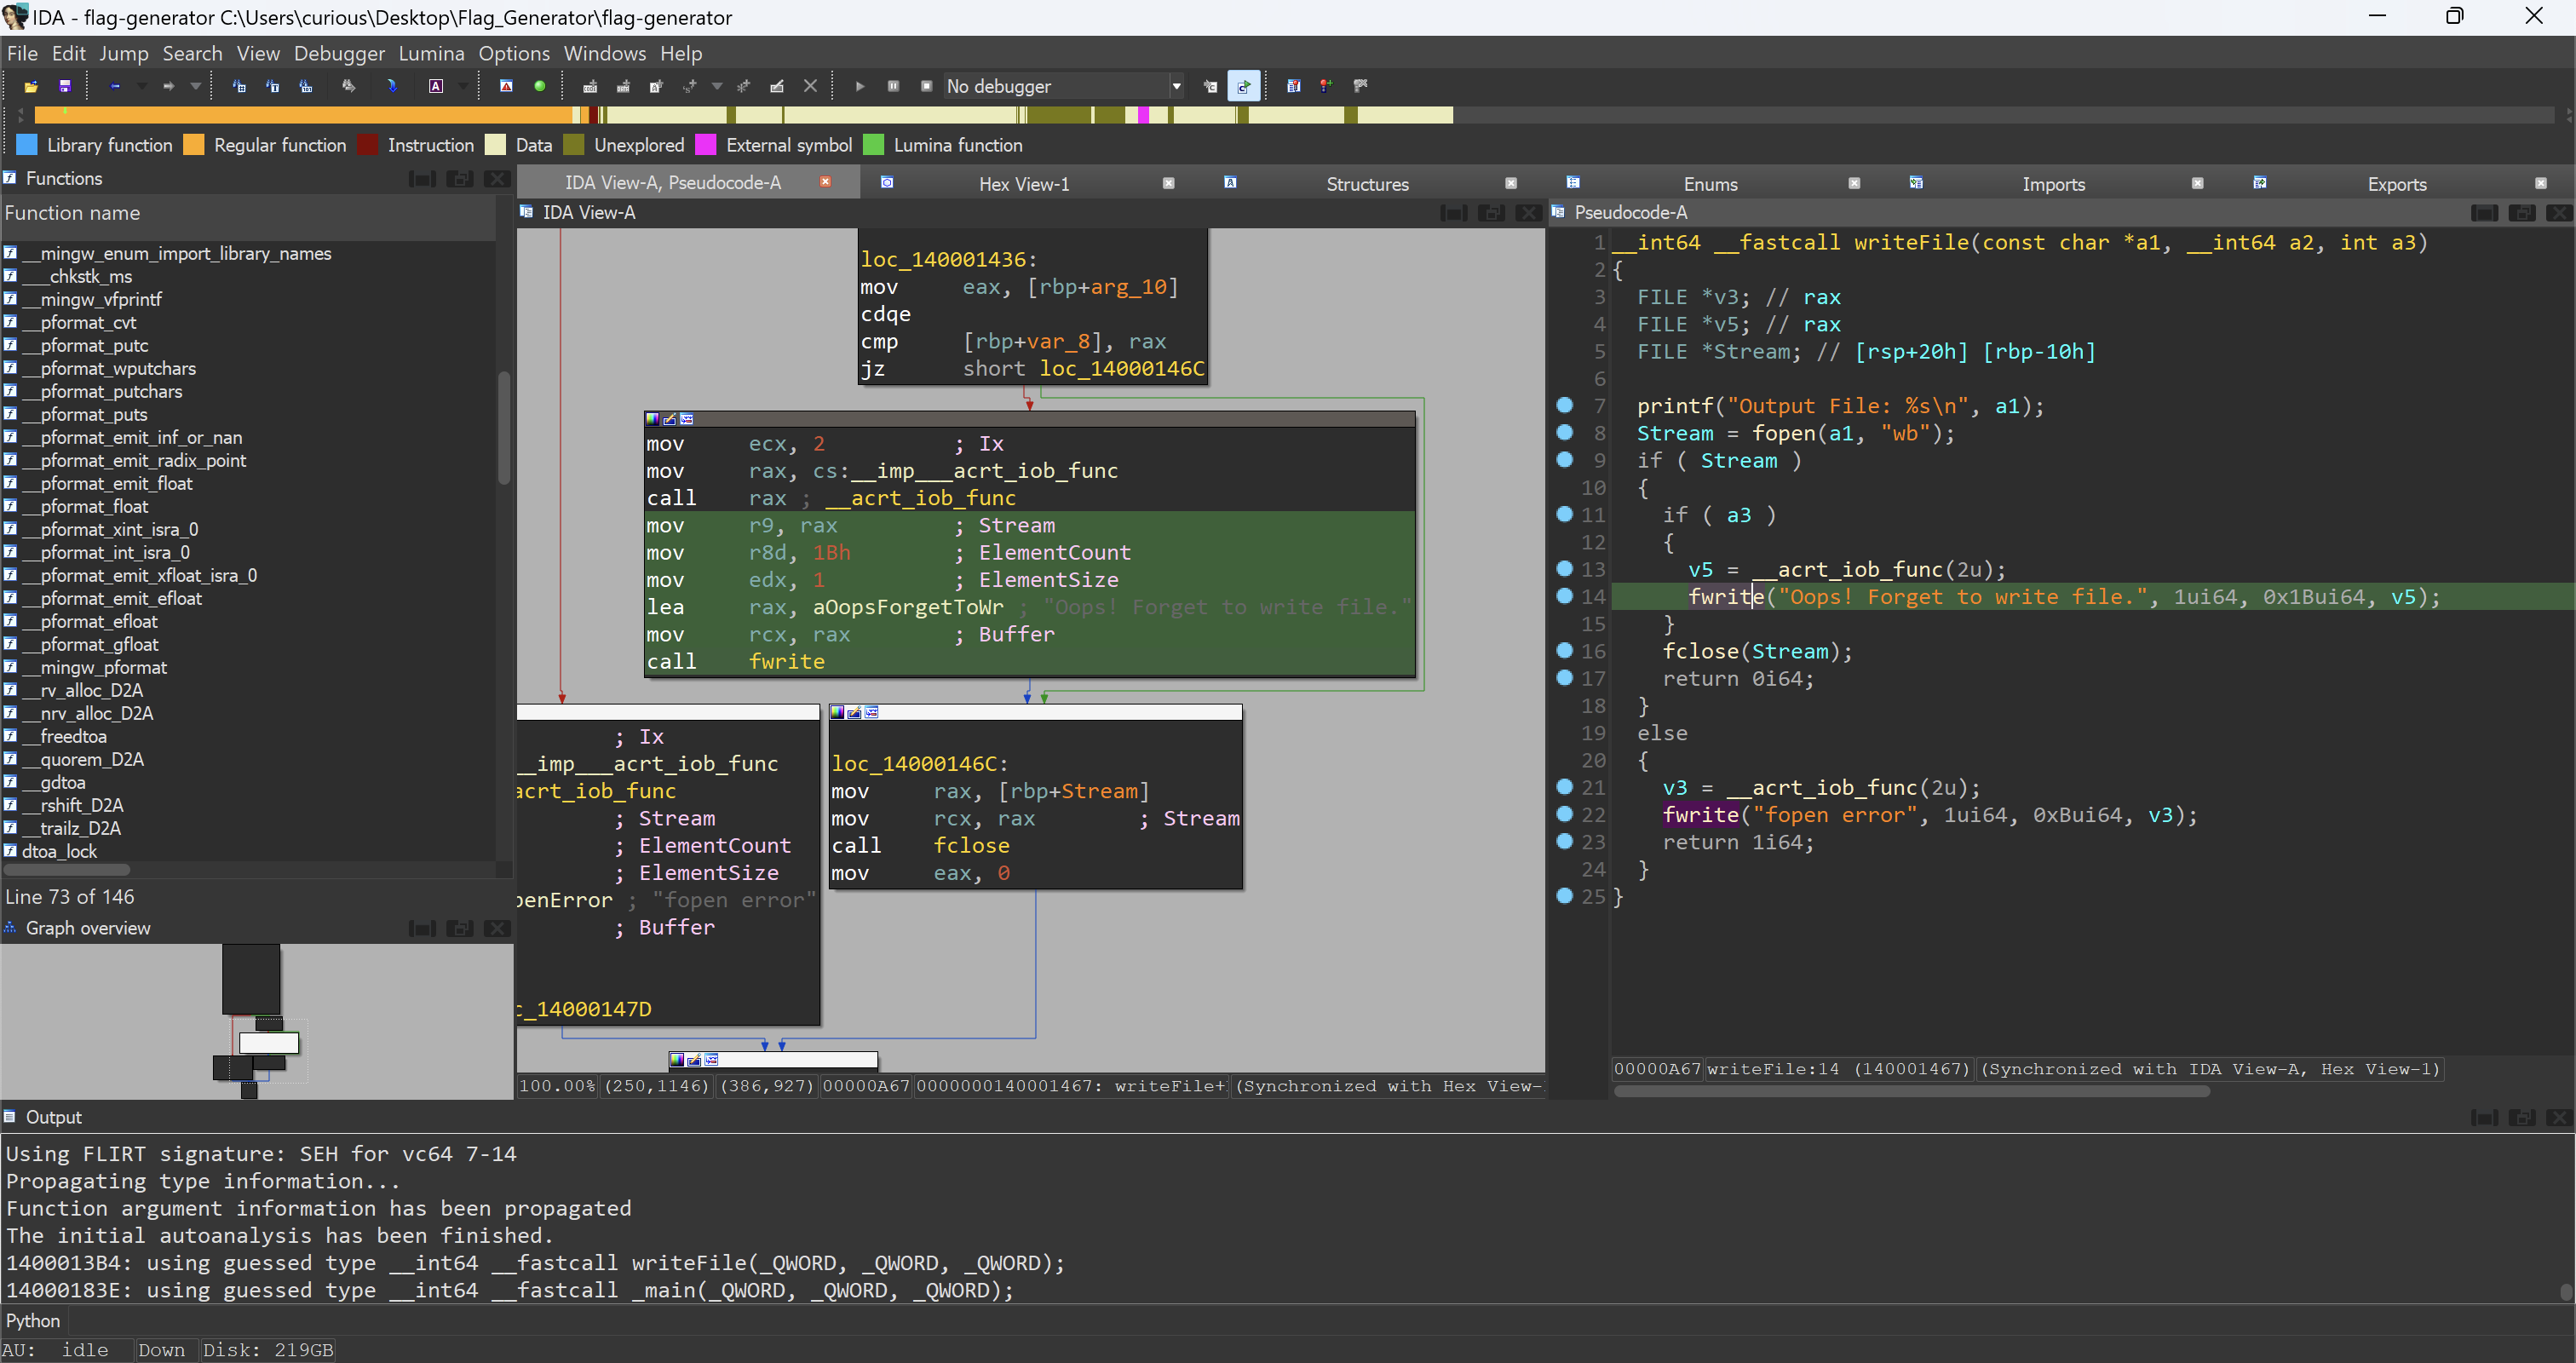 IDA - flag-generator C:\Users\curious\Desktop\Flag_Generator\flag-generator
File Edit Jump Search View Debugger Lumina Options Windows Help
No debugger
Library function Regular function Instruction Data Unexplored External symbol Lumina function
Functions
Function name
__mingw_enum_import_library_names
___chkstk_ms
__mingw_vfprintf
__pformat_cvt
__pformat_putc
__pformat_wputchars
__pformat_putchars
__pformat_puts
__pformat_emit_inf_or_nan
__pformat_emit_radix_point
__pformat_emit_float
__pformat_float
__pformat_xint_isra_0
__pformat_int_isra_0
__pformat_emit_xfloat_isra_0
__pformat_emit_efloat
__pformat_efloat
__pformat_gfloat
__mingw_pformat
__rv_alloc_D2A
__nrv_alloc_D2A
__freedtoa
__quorem_D2A
__gdtoa
__rshift_D2A
__trailz_D2A
dtoa_lock
Line 73 of 146
Graph overview
IDA View-A, Pseudocode-A Hex View-1 Structures Enums Imports Exports
IDA View-A
loc_140001436:
mov eax, [rbp+arg_10]
cdqe
cmp [rbp+var_8], rax
jz short loc_14000146C
mov ecx, 2 ; Ix
mov rax, cs:__imp___acrt_iob_func
call rax ; __acrt_iob_func
mov r9, rax ; Stream
mov r8d, 1Bh ; ElementCount
mov edx, 1 ; ElementSize
lea rax, aOopsForgetToWr ; "Oops! Forget to write file."
mov rcx, rax ; Buffer
call fwrite
; Ix
__imp___acrt_iob_func
acrt_iob_func
; Stream
; ElementCount
; ElementSize
penError ; "fopen error"
; Buffer
c_14000147D
loc_14000146C:
mov rax, [rbp+Stream]
mov rcx, rax ; Stream
call fclose
mov eax, 0
100.00% (250,1146) (386,927) 00000A67 0000000140001467: writeFile+ (Synchronized with Hex View-
Pseudocode-A
1 __int64 __fastcall writeFile(const char *a1, __int64 a2, int a3)
2 {
3 FILE *v3; // rax
4 FILE *v5; // rax
5 FILE *Stream; // [rsp+20h] [rbp-10h]
6
7 printf("Output File: %s\n", a1);
8 Stream = fopen(a1, "wb");
9 if ( Stream )
10 {
11 if ( a3 )
12 {
13 v5 = __acrt_iob_func(2u);
14 fwrite("Oops! Forget to write file.", 1ui64, 0x1Bui64, v5);
15 }
16 fclose(Stream);
17 return 0i64;
18 }
19 else
20 {
21 v3 = __acrt_iob_func(2u);
22 fwrite("fopen error", 1ui64, 0xBui64, v3);
23 return 1i64;
24 }
25 }
00000A67 writeFile:14 (140001467) (Synchronized with IDA View-A, Hex View-1)
Output
Using FLIRT signature: SEH for vc64 7-14
Propagating type information...
Function argument information has been propagated
The initial autoanalysis has been finished.
1400013B4: using guessed type __int64 __fastcall writeFile(_QWORD, _QWORD, _QWORD);
14000183E: using guessed type __int64 __fastcall _main(_QWORD, _QWORD, _QWORD);
Python
AU: idle Down Disk: 219GB